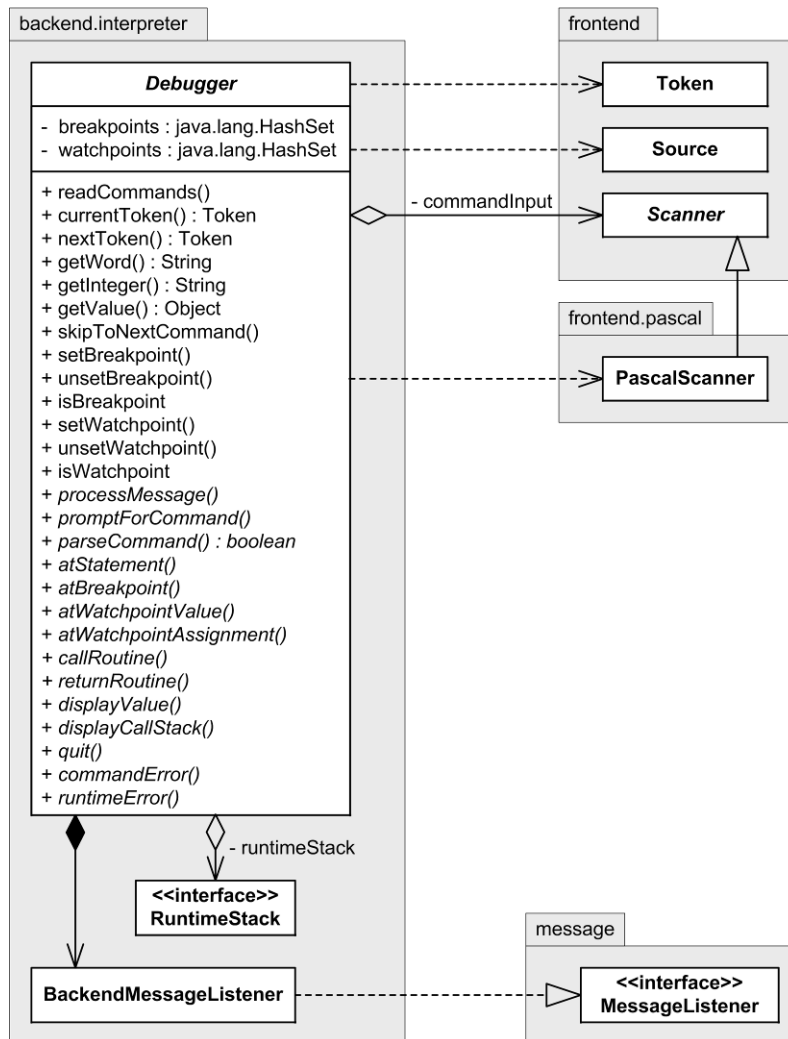 backend.interpreter
Debugger
- breakpoints : java.lang.HashSet
- watchpoints : java.lang.HashSet
+ readCommands()
+ currentToken() : Token
+ nextToken() : Token
+ getWord() : String
+ getInteger() : String
+ getValue() : Object
+ skipToNextCommand()
+ setBreakpoint()
+ unsetBreakpoint()
+ isBreakpoint
+ setWatchpoint()
+ unsetWatchpoint()
+ isWatchpoint
+ processMessage()
+ promptForCommand()
+ parseCommand() : boolean
+ atStatement()
+ atBreakpoint()
+ atWatchpointValue()
+ atWatchpointAssignment()
+ callRoutine()
+ returnRoutine()
+ displayValue()
+ displayCallStack()
+ quit()
+ commandError()
+ runtimeError()
- runtimeStack
<<interface>>
RuntimeStack
BackendMessageListener
- commandInput
frontend
Token
Source
Scanner
frontend.pascal
PascalScanner
message
<<interface>>
MessageListener